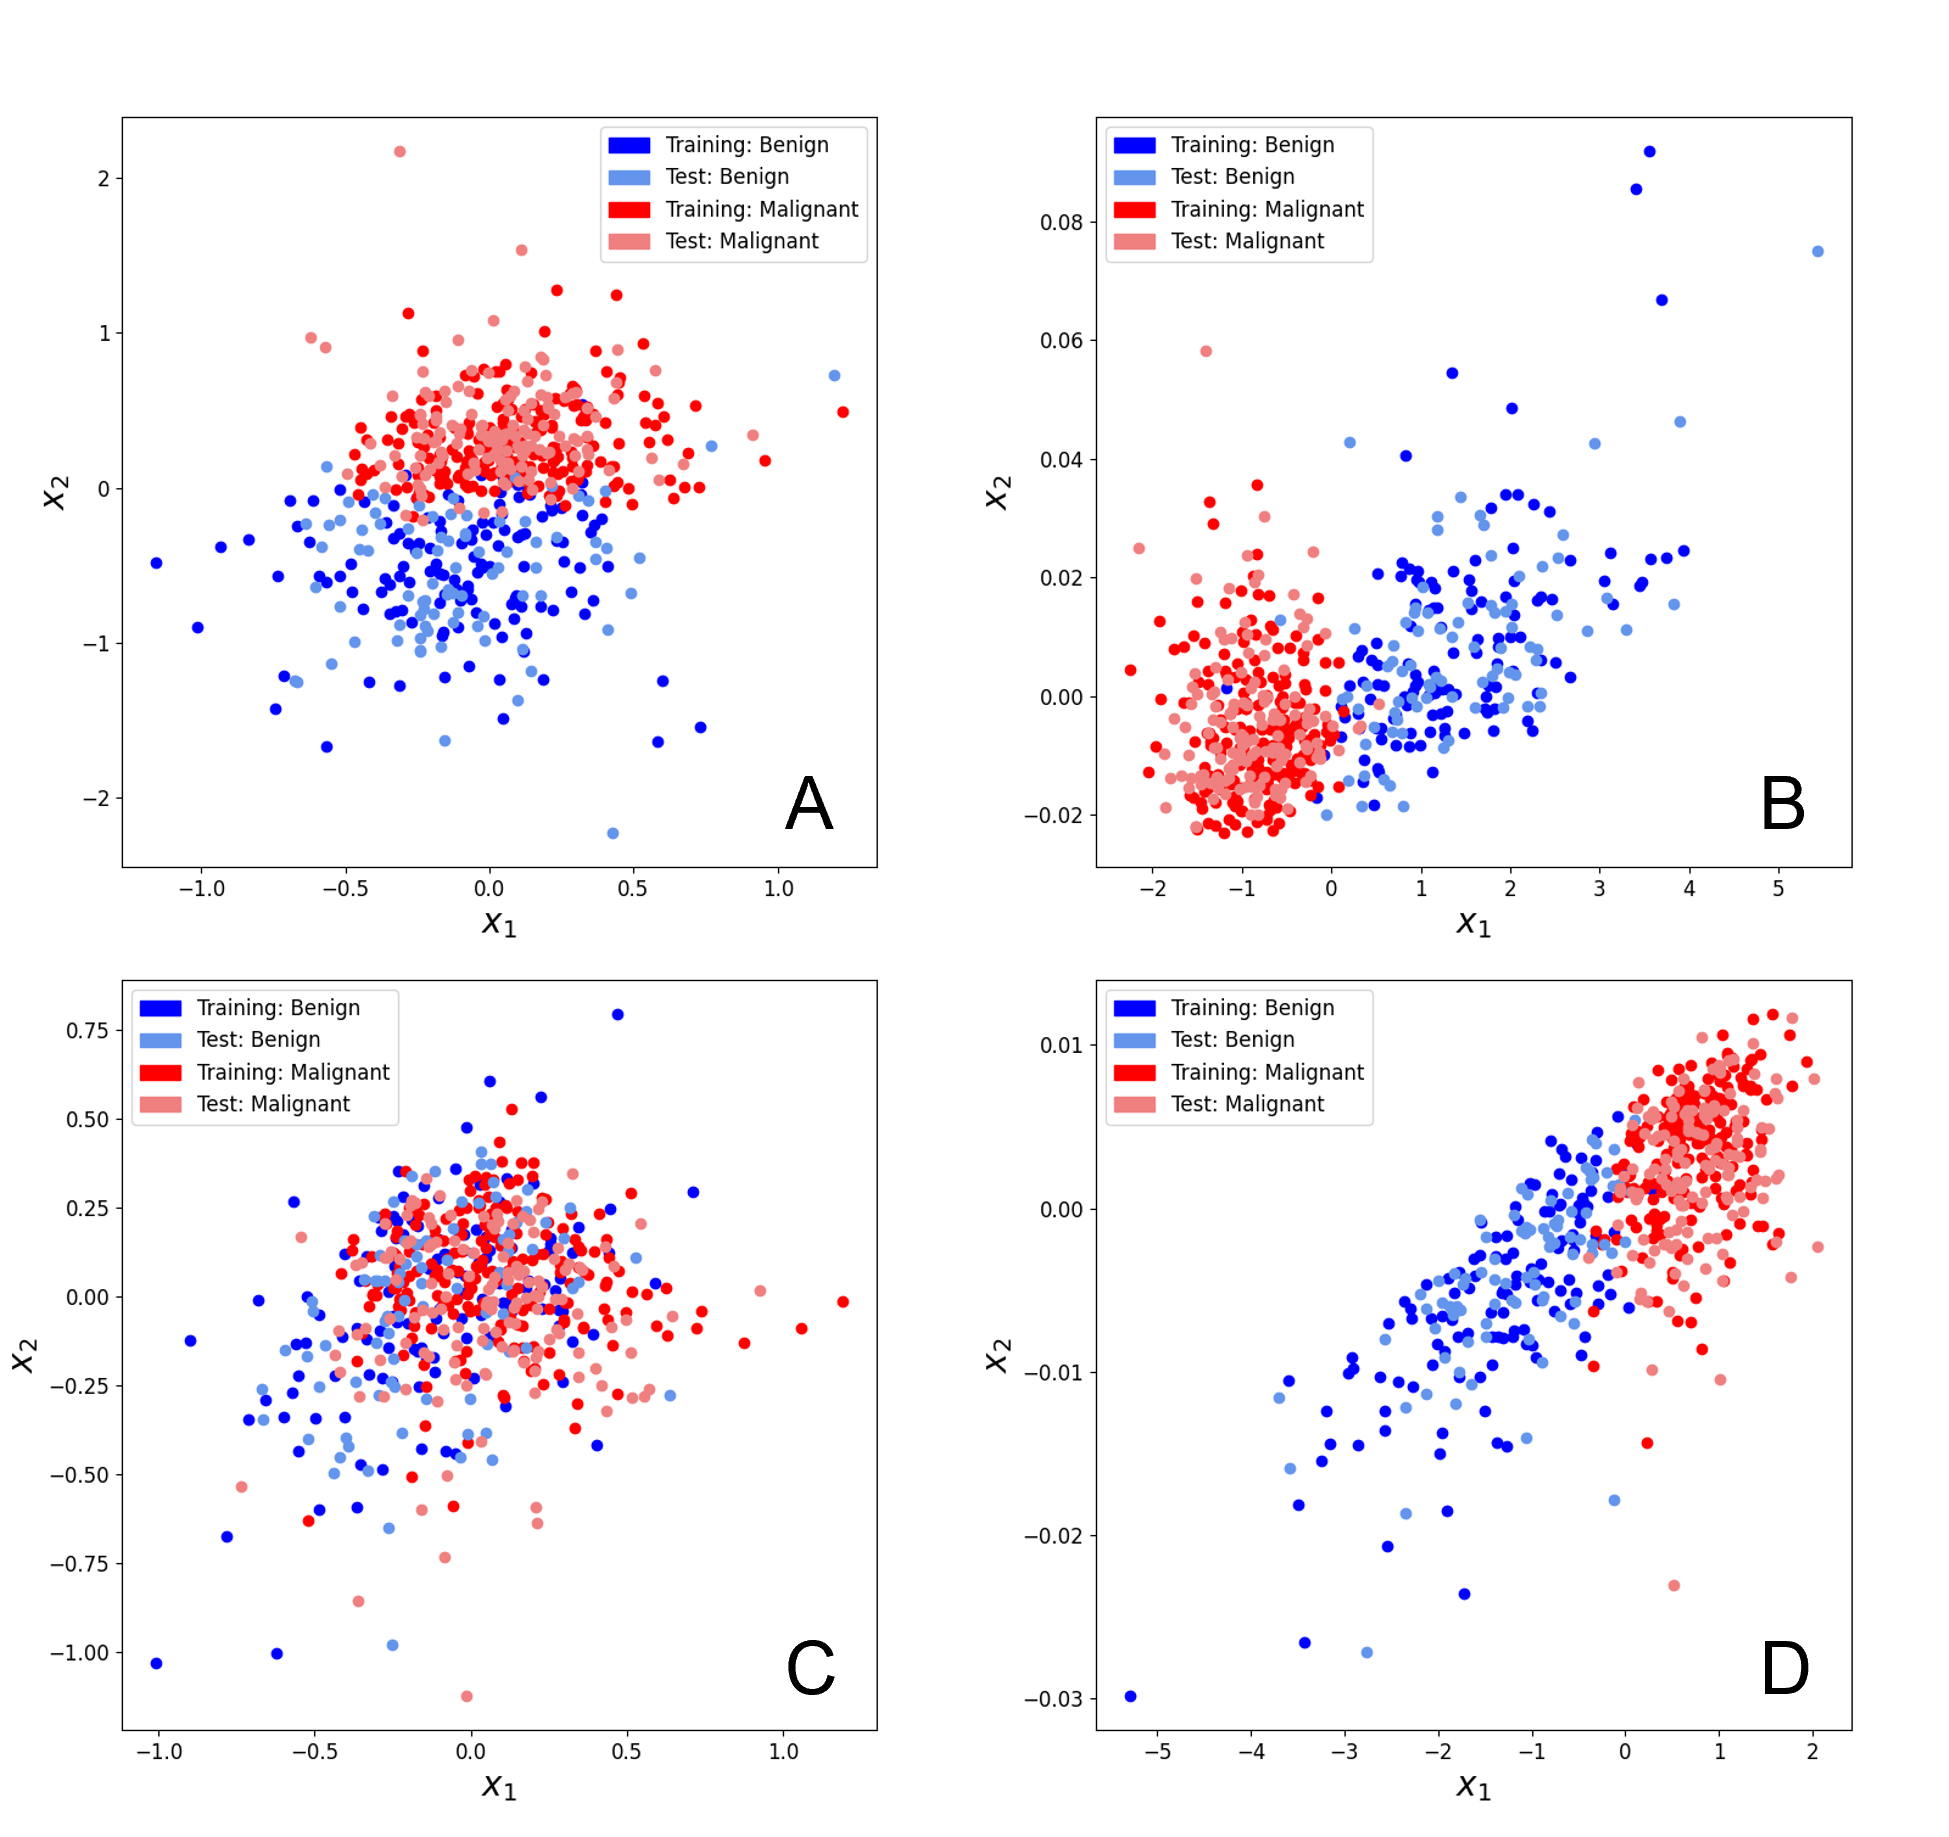 Training: Benign
Test: Benign
Training: Malignant
Test: Malignant
2
1
0
−1
−2
x2
A
−1.0 −0.5 0.0 0.5 1.0
x1
Training: Benign
Test: Benign
Training: Malignant
Test: Malignant
0.08
0.06
0.04
0.02
0.00
−0.02
x2
B
−2 −1 0 1 2 3 4 5
x1
Training: Benign
Test: Benign
Training: Malignant
Test: Malignant
0.75
0.50
0.25
0.00
−0.25
−0.50
−0.75
−1.00
x2
C
−1.0 −0.5 0.0 0.5 1.0
x1
Training: Benign
Test: Benign
Training: Malignant
Test: Malignant
0.01
0.00
−0.01
−0.02
−0.03
x2
D
−5 −4 −3 −2 −1 0 1 2
x1